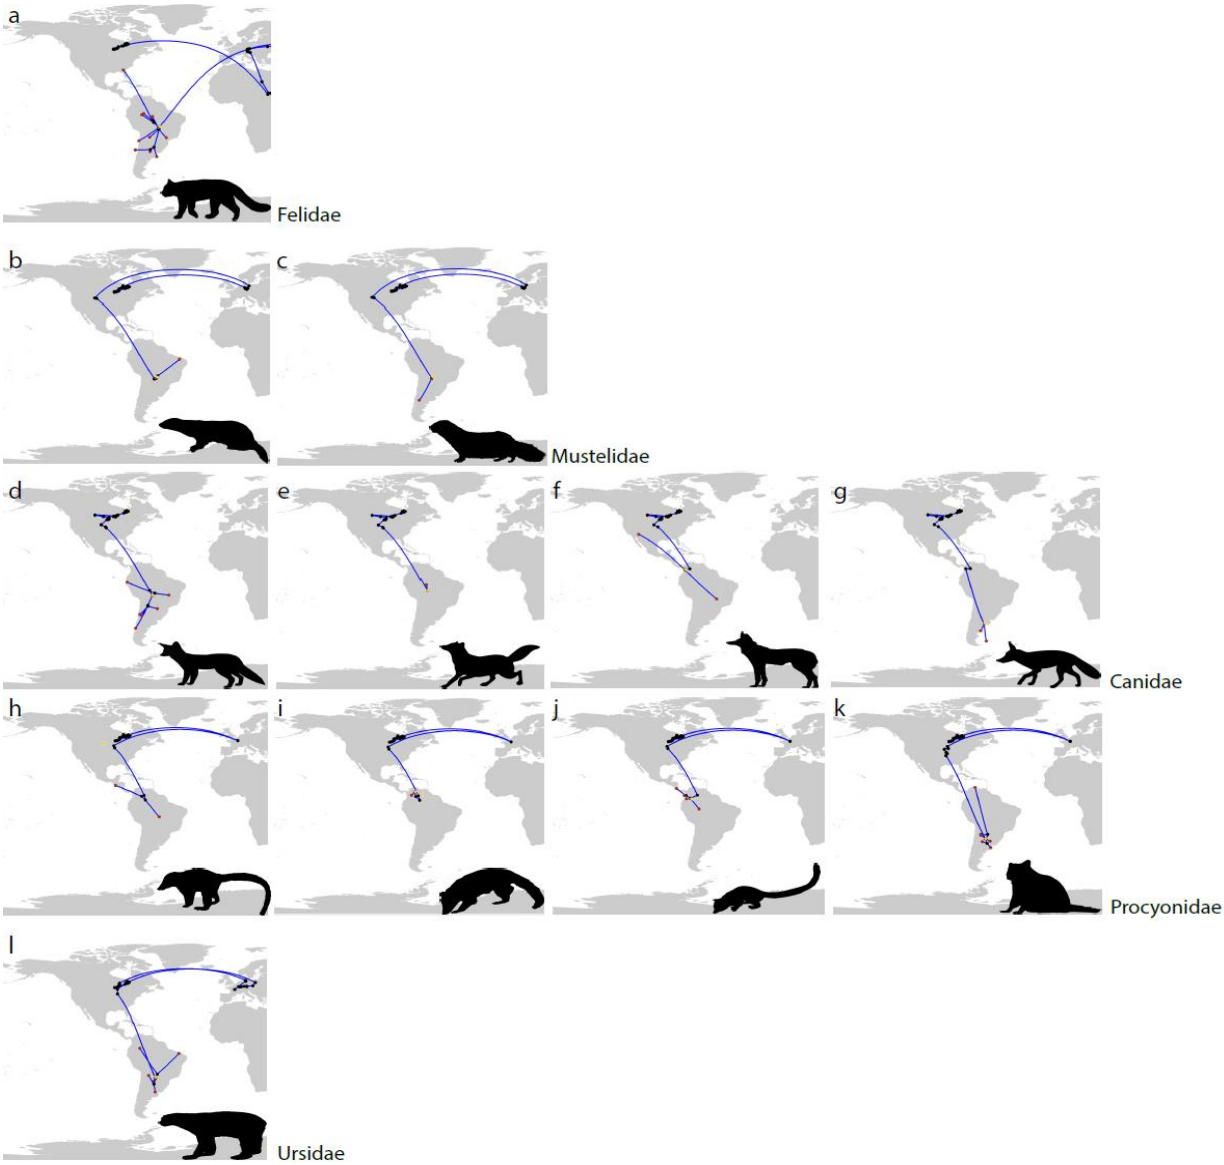 a
Felidae
b c
Mustelidae
d e f g
Canidae
h i j k
Procyonidae
l
Ursidae